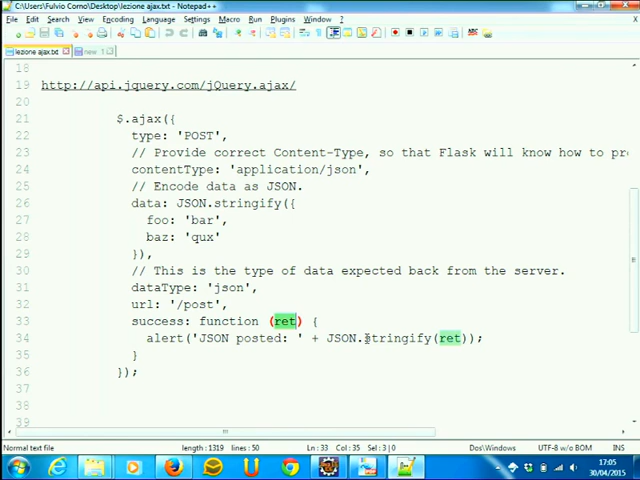 C:\Users\Fulvio Corno\Desktop\lezione ajax.txt - Notepad++
File Edit Search View Encoding Language Settings Macro Run Plugins Window ?
lezione ajax.txt new 1
18
19 http://api.jquery.com/jQuery.ajax/
20
21 $.ajax({
22 type: 'POST',
23 // Provide correct Content-Type, so that Flask will know how to pro
24 contentType: 'application/json',
25 // Encode data as JSON.
26 data: JSON.stringify({
27 foo: 'bar',
28 baz: 'qux'
29 }),
30 // This is the type of data expected back from the server.
31 dataType: 'json',
32 url: '/post',
33 success: function (ret) {
34 alert('JSON posted: ' + JSON.stringify(ret));
35 }
36 });
37
38
39
Normal text file length : 1319 lines : 50 Ln : 33 Col : 35 Sel : 3 | 0 Dos\Windows UTF-8 w/o BOM INS
17:05
30/04/2015